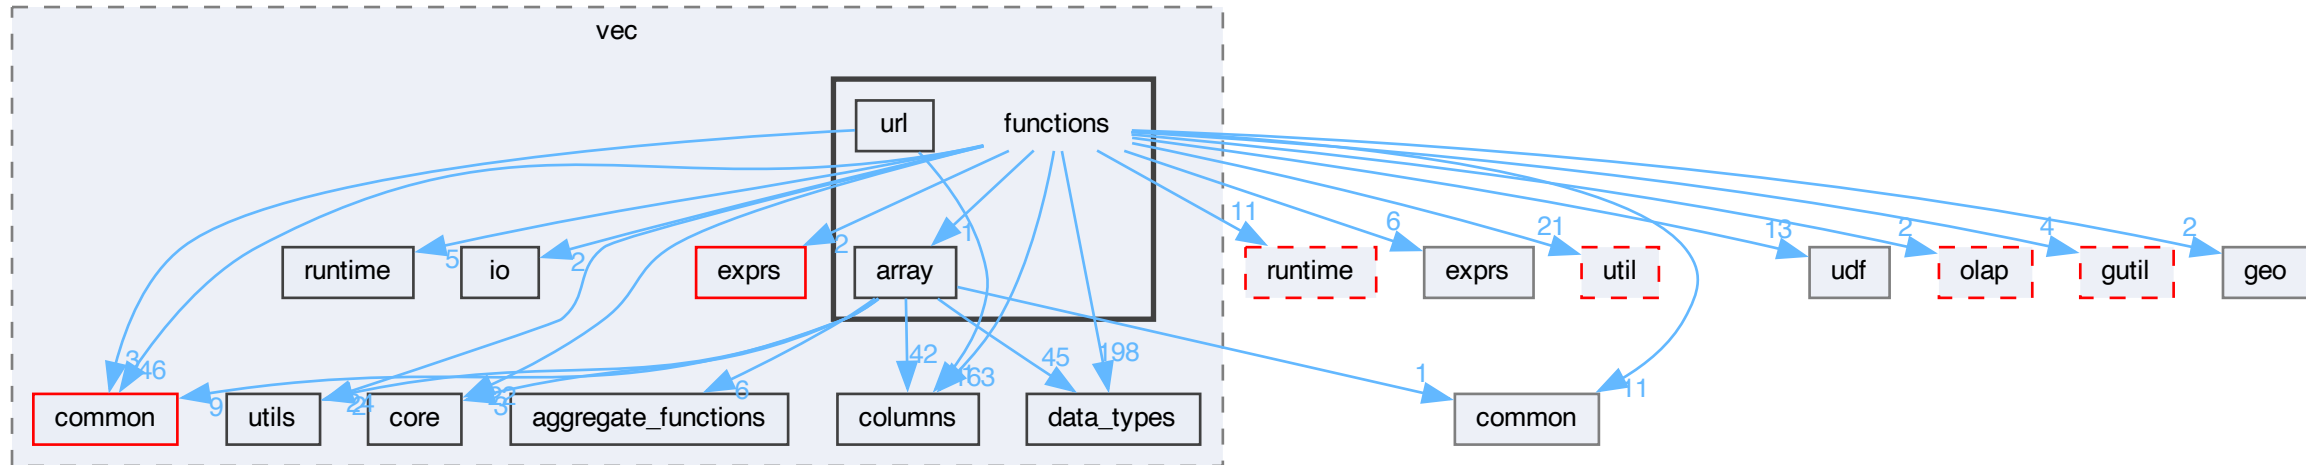 vec
url
functions
11
6
21
13
2
4
2
5
2
2
1
runtime
io
exprs
array
runtime
exprs
util
udf
olap
gutil
geo
3
46
9
6
42
45
198
1
11
3
common
utils
core
aggregate_functions
columns
data_types
common